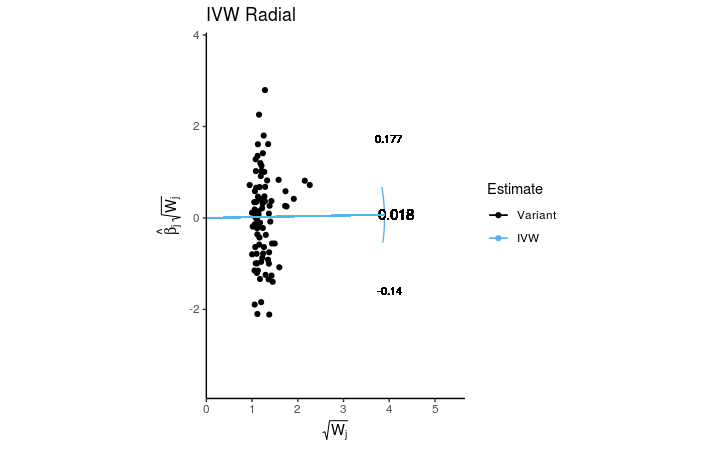 IVW Radial
4
2
0
-2
β̂j√Wj
0.177
0.018
-0.14
0 1 2 3 4 5
√Wj
Estimate
Variant
IVW